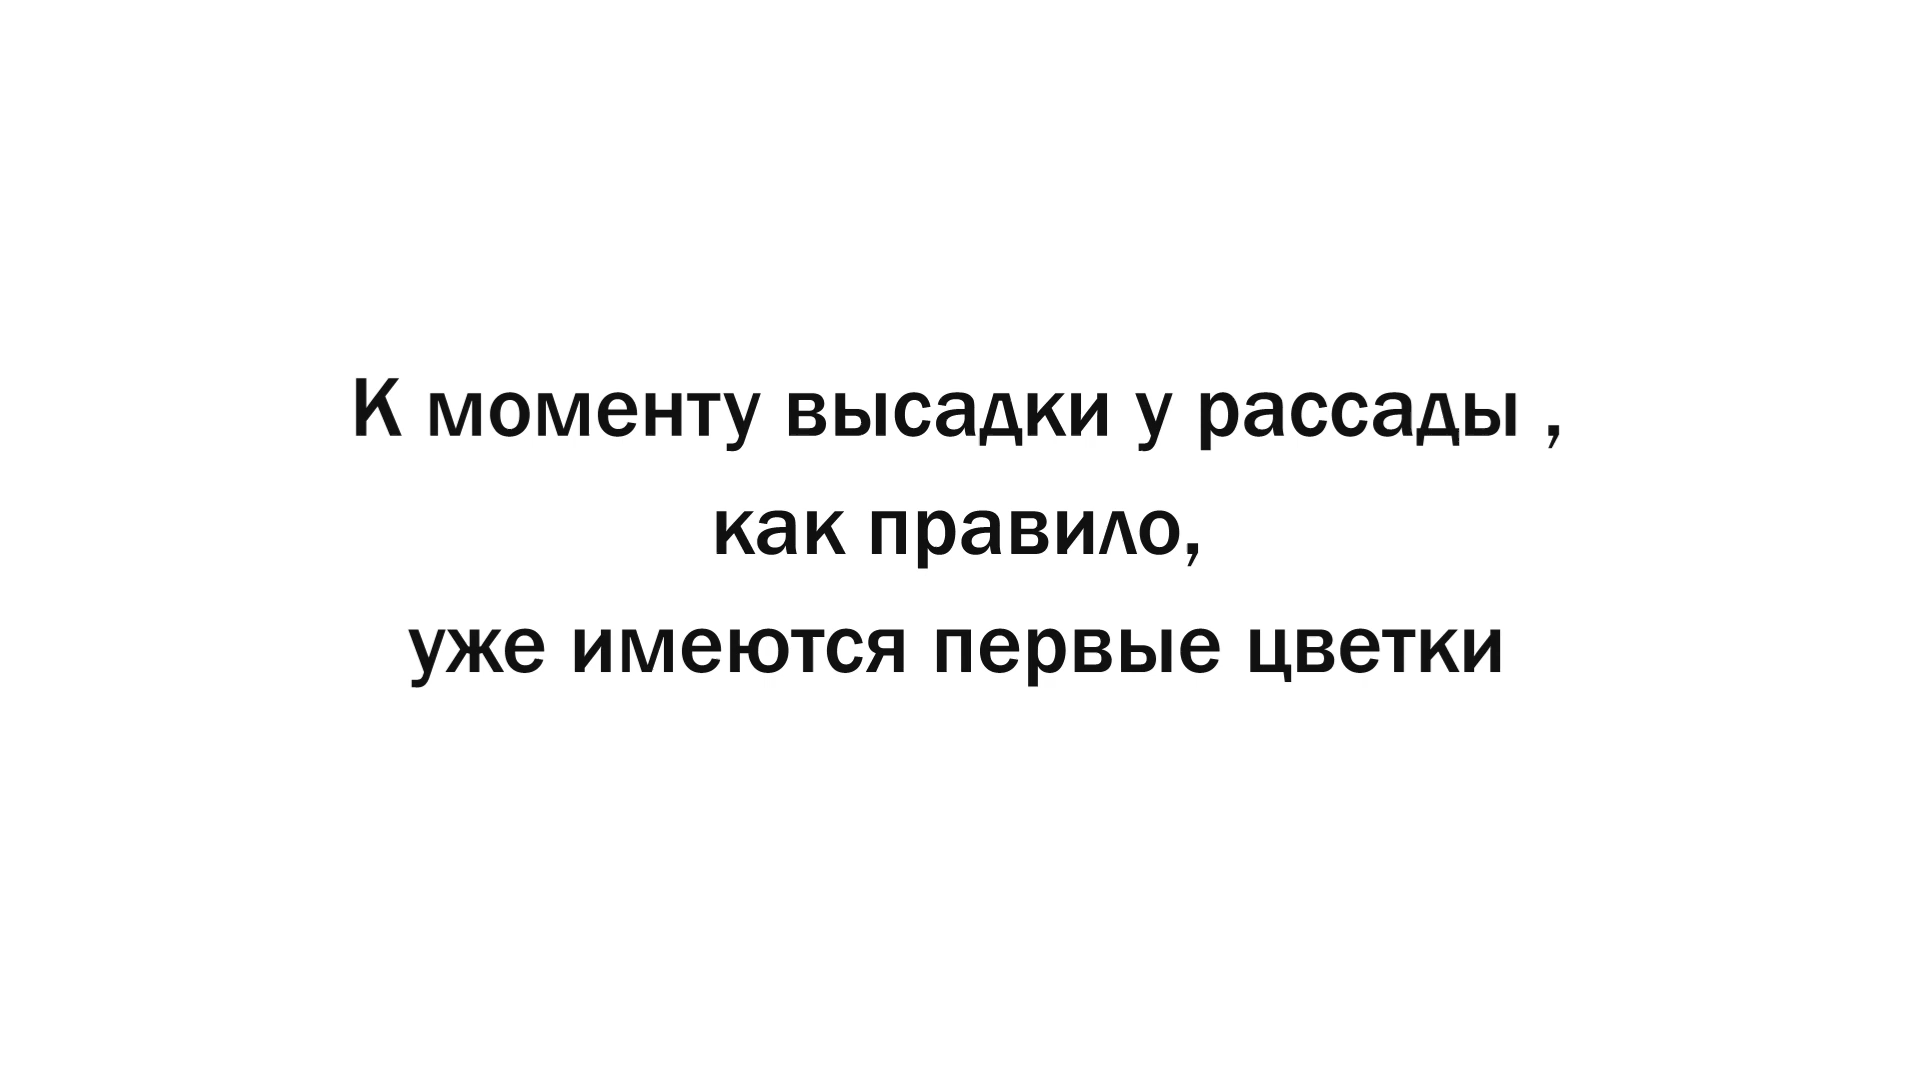 К моменту высадки у рассады ,
как правило,
уже имеются первые цветки